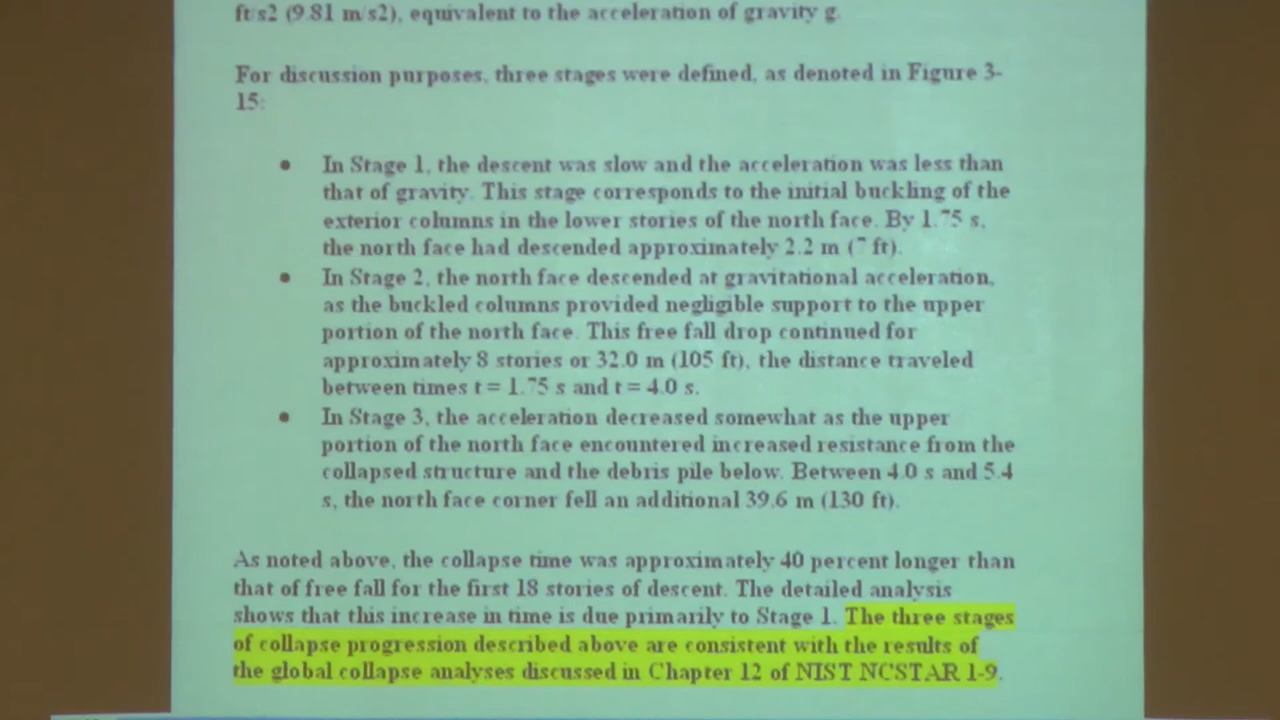 ft/s2 (9.81 m/s2), equivalent to the acceleration of gravity g.
For discussion purposes, three stages were defined, as denoted in Figure 3-
15:
• In Stage 1, the descent was slow and the acceleration was less than
that of gravity. This stage corresponds to the initial buckling of the
exterior columns in the lower stories of the north face. By 1.75 s,
the north face had descended approximately 2.2 m (7 ft).
• In Stage 2, the north face descended at gravitational acceleration,
as the buckled columns provided negligible support to the upper
portion of the north face. This free fall drop continued for
approximately 8 stories or 32.0 m (105 ft), the distance traveled
between times t = 1.75 s and t = 4.0 s.
• In Stage 3, the acceleration decreased somewhat as the upper
portion of the north face encountered increased resistance from the
collapsed structure and the debris pile below. Between 4.0 s and 5.4
s, the north face corner fell an additional 39.6 m (130 ft).
As noted above, the collapse time was approximately 40 percent longer than
that of free fall for the first 18 stories of descent. The detailed analysis
shows that this increase in time is due primarily to Stage 1. The three stages
of collapse progression described above are consistent with the results of
the global collapse analyses discussed in Chapter 12 of NIST NCSTAR 1-9.